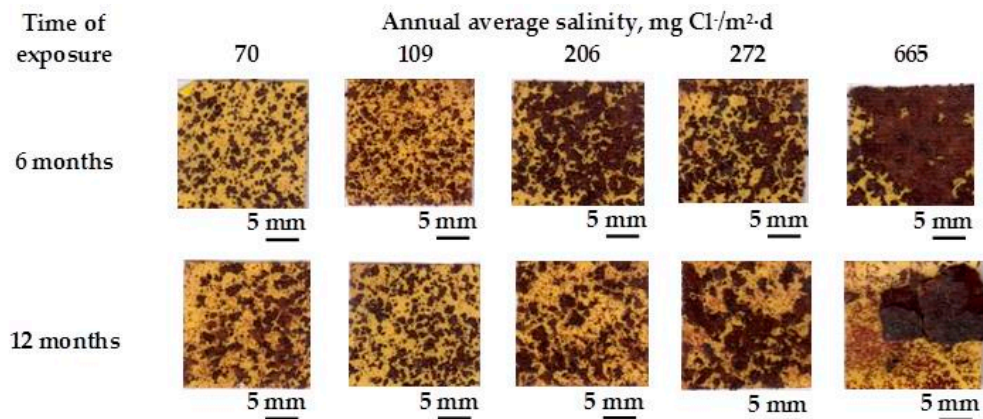 Time of exposure
Annual average salinity, mg Cl-/m²·d
70 109 206 272 665
6 months
5 mm 5 mm 5 mm 5 mm 5 mm
12 months
5 mm 5 mm 5 mm 5 mm 5 mm